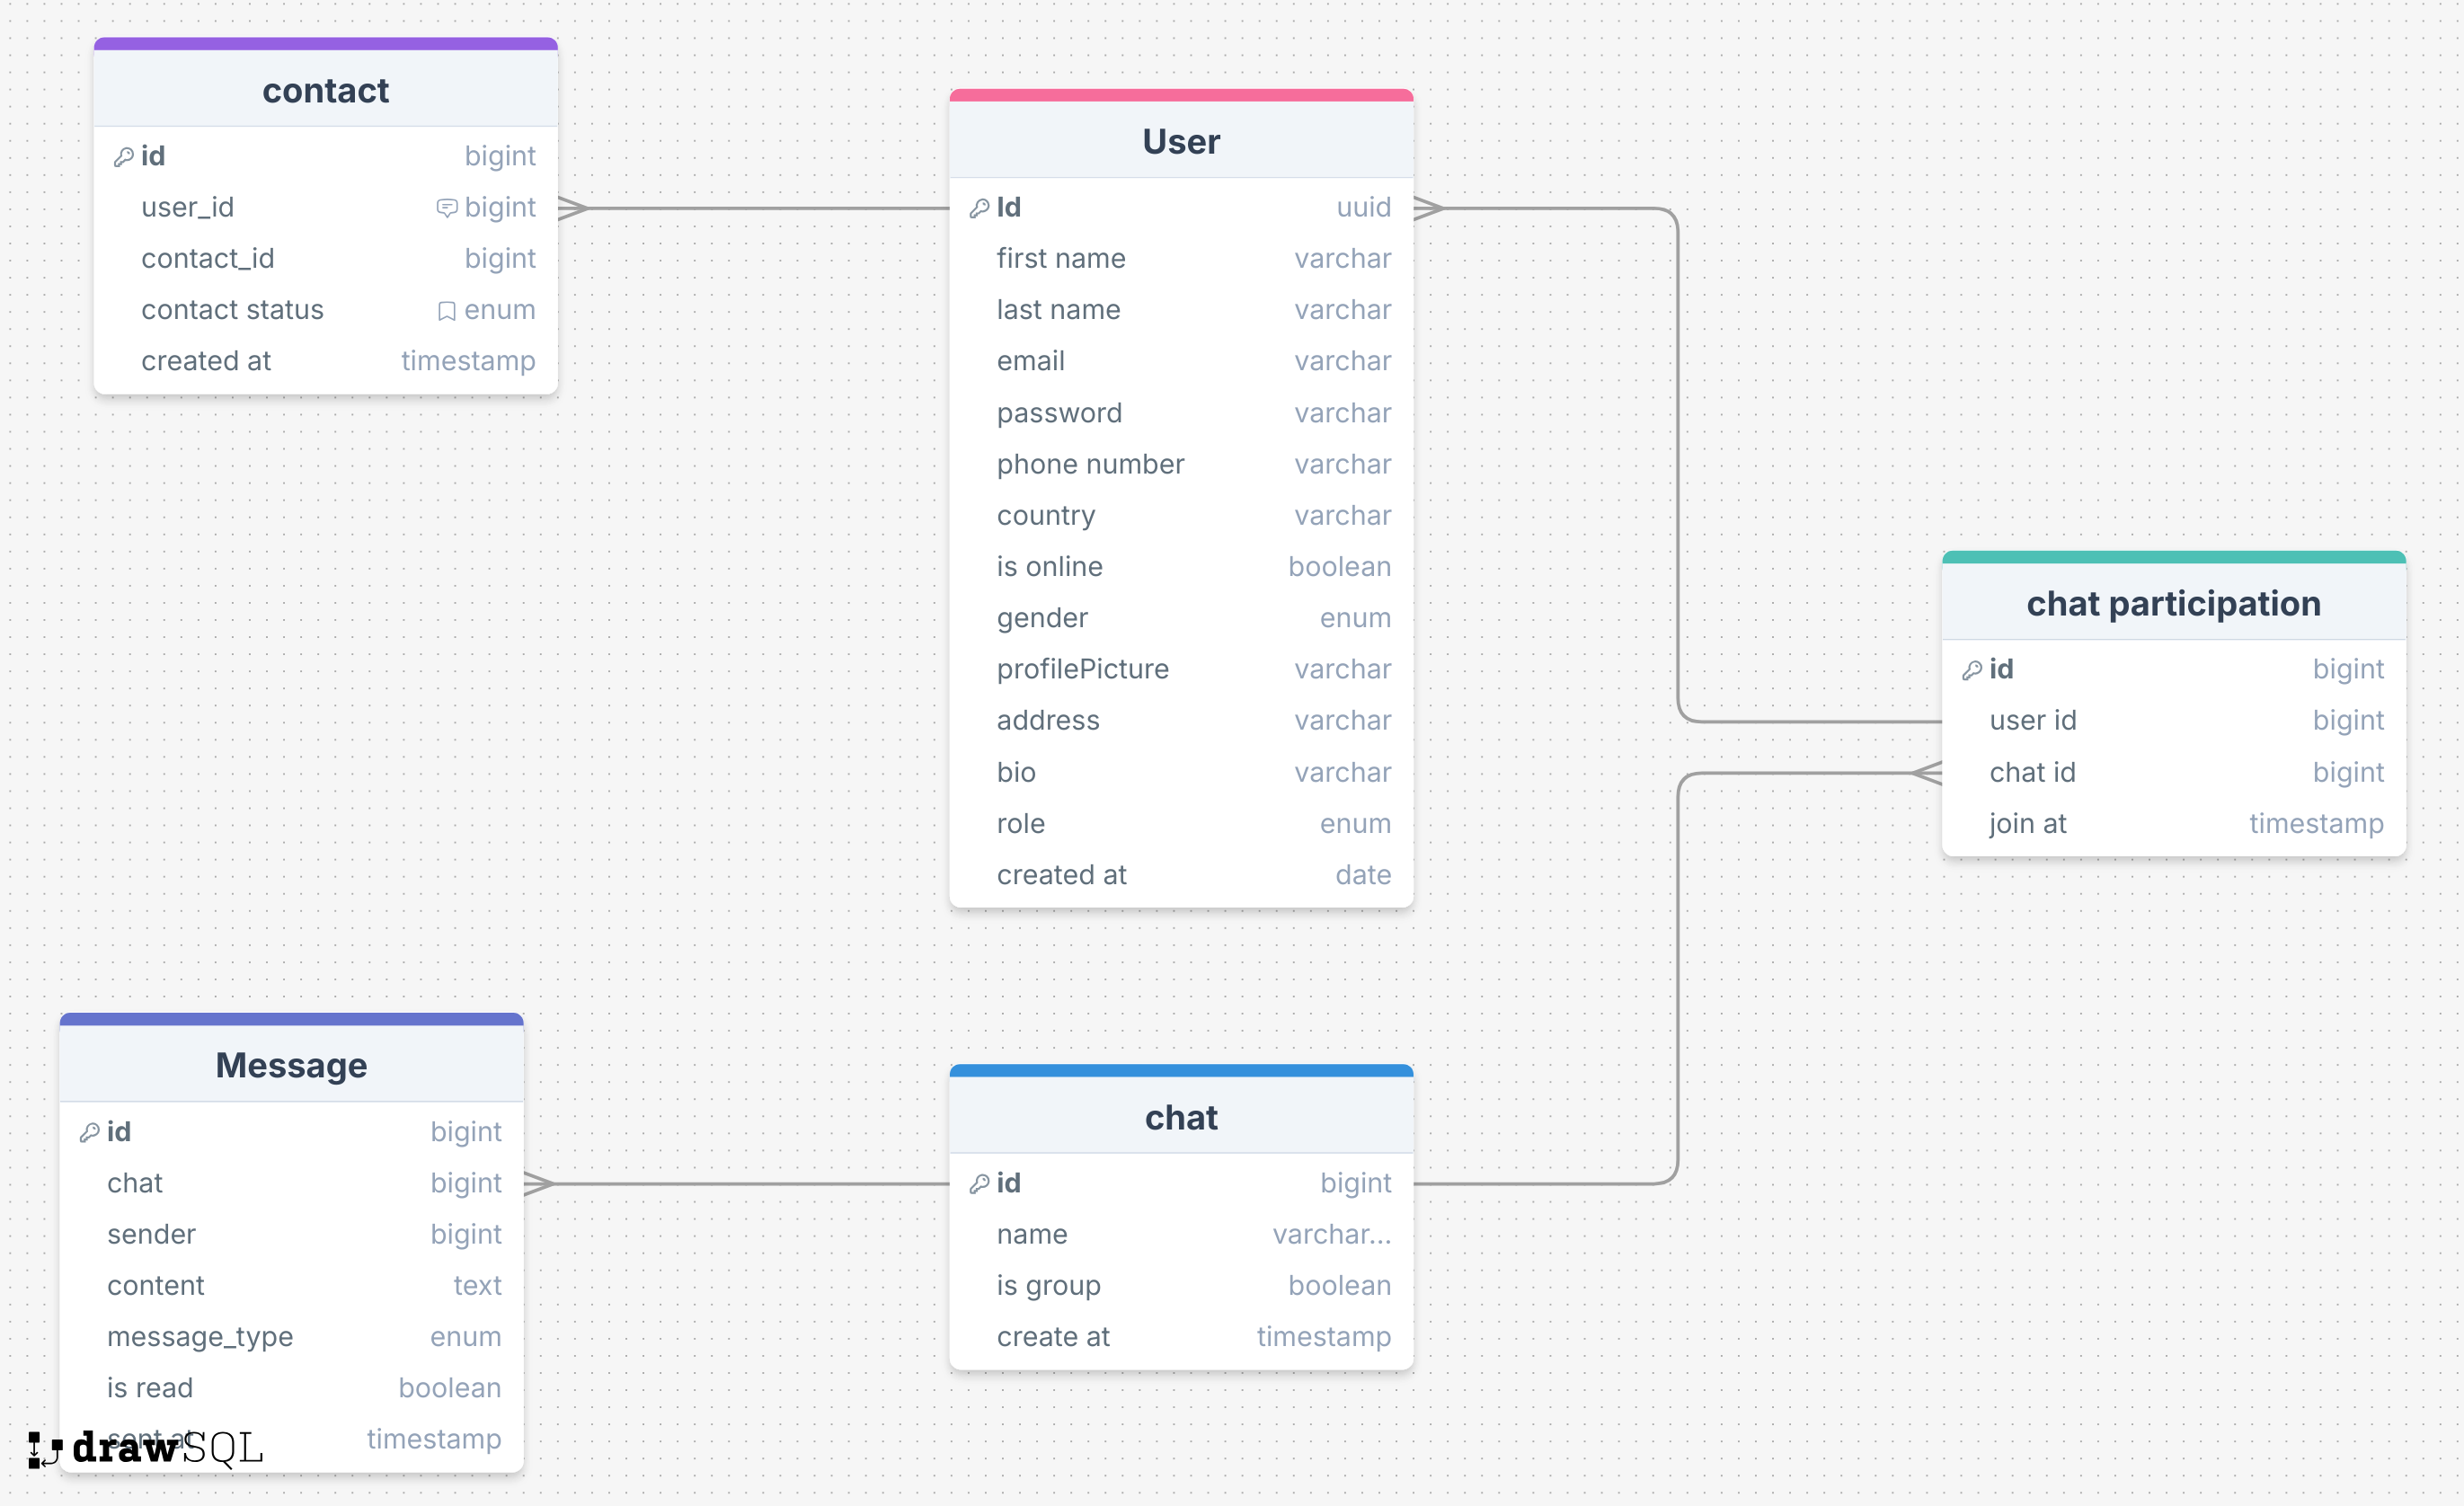 contact
id bigint
user_id bigint
contact_id bigint
contact status enum
created at timestamp
User
Id uuid
first name varchar
last name varchar
email varchar
password varchar
phone number varchar
country varchar
is online boolean
gender enum
profilePicture varchar
address varchar
bio varchar
role enum
created at date
chat participation
id bigint
user id bigint
chat id bigint
join at timestamp
Message
id bigint
chat bigint
sender bigint
content text
message_type enum
is read boolean
sent at timestamp
drawSQL
chat
id bigint
name varchar...
is group boolean
create at timestamp